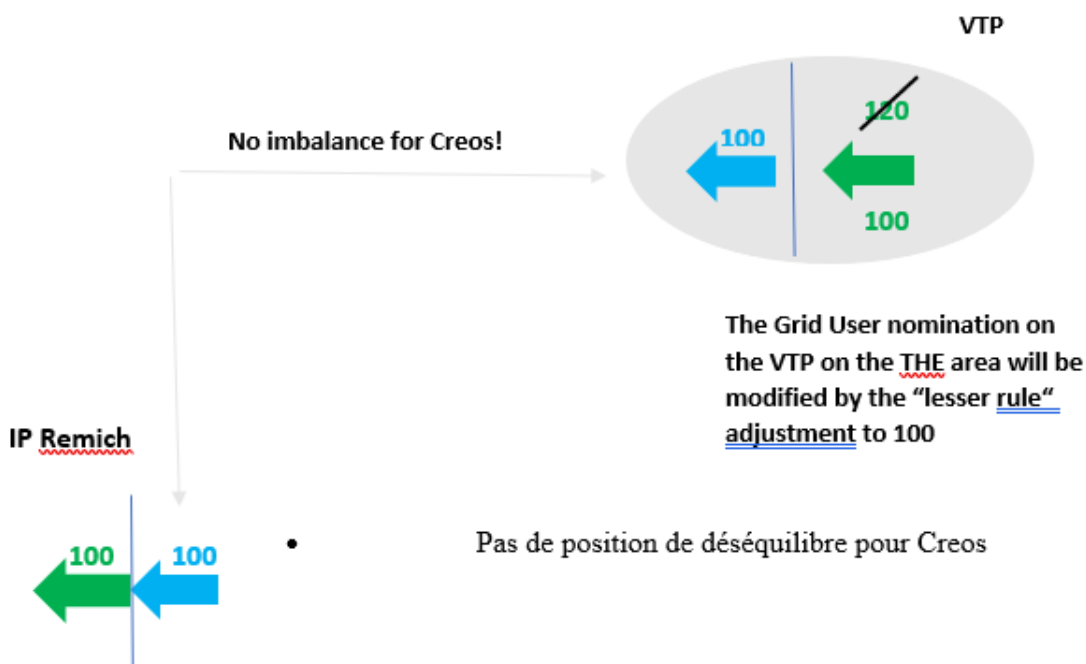 VTP
120
No imbalance for Creos!
100
100
The Grid User nomination on
the VTP on the THE area will be
modified by the “lesser rule“
adjustment to 100
IP Remich
100
100
• Pas de position de déséquilibre pour Creos